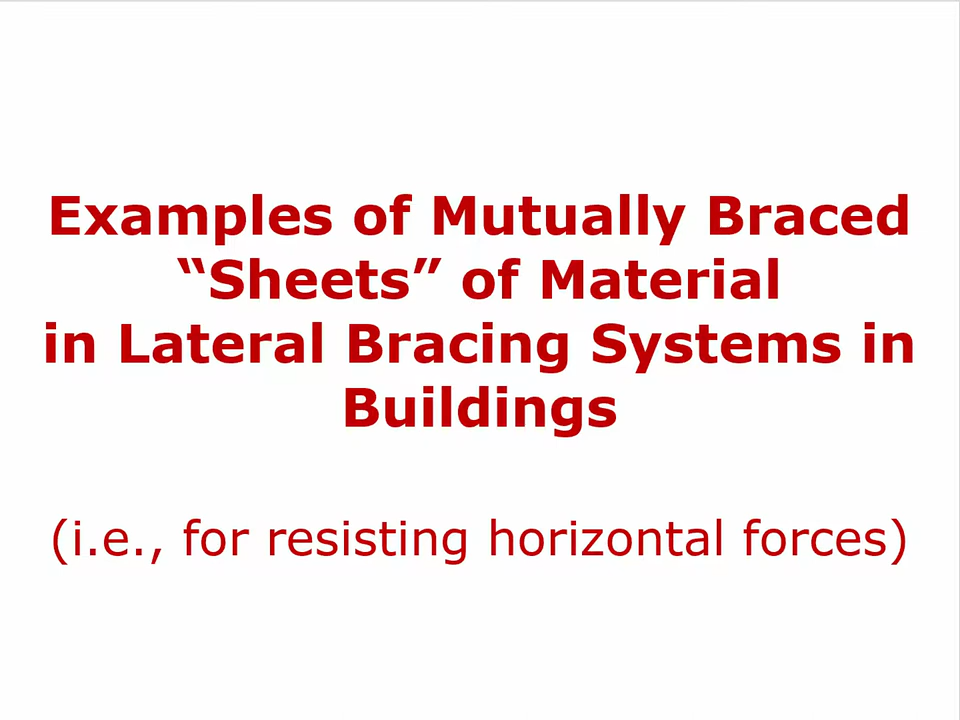 Examples of Mutually Braced
“Sheets” of Material
in Lateral Bracing Systems in
Buildings
(i.e., for resisting horizontal forces)